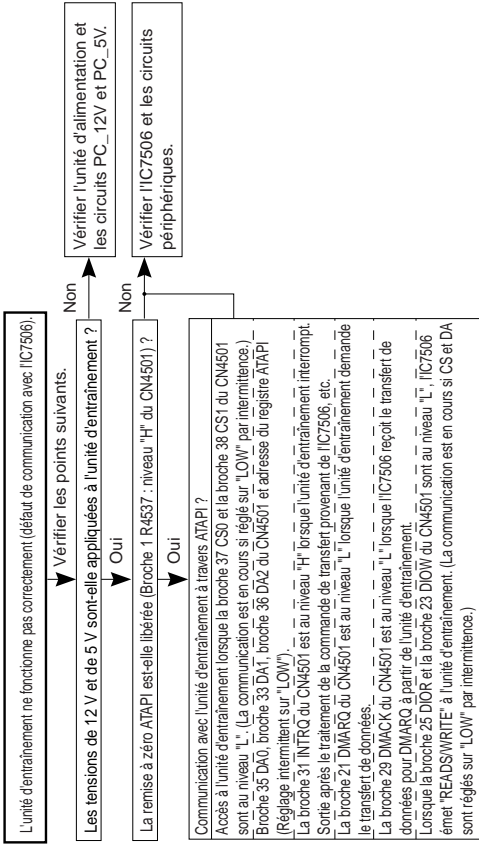 L'unité d'entraînement ne fonctionne pas correctement (défaut de communication avec l'IC7506).
Vérifier les points suivants.
Les tensions de 12 V et de 5 V sont-elle appliquées à l'unité d'entraînement ?
Non
Vérifier l'unité d'alimentation et
les circuits PC_12V et PC_5V.
Oui
La remise à zéro ATAPI est-elle libérée (Broche 1 R4537 : niveau "H" du CN4501) ?
Non
Vérifier l'IC7506 et les circuits
périphériques.
Oui
Communication avec l'unité d'entraînement à travers ATAPI ?
Accès à l'unité d'entraînement lorsque la broche 37 CS0 et la broche 38 CS1 du CN4501
sont au niveau "L". (La communication est en cours si réglé sur "LOW" par intermittence.)
Broche 35 DA0, broche 33 DA1, broche 36 DA2 du CN4501 et adresse du registre ATAPI
(Réglage intermittent sur "LOW").
La broche 31 INTRQ du CN4501 est au niveau "H" lorsque l'unité d'entraînement interrompt.
Sortie après le traitement de la commande de transfert provenant de l'IC7506, etc.
La broche 21 DMARQ du CN4501 est au niveau "L" lorsque l'unité d'entraînement demande
le transfert de données.
La broche 29 DMACK du CN4501 est au niveau "L" lorsque l'IC7506 reçoit le transfert de
données pour DMARQ à partir de l'unité d'entraînement.
Lorsque la broche 25 DIOR et la broche 23 DIOW du CN4501 sont au niveau "L", l'IC7506
émet "READS/WRITE" à l'unité d'entraînement. (La communication est en cours si CS et DA
sont réglés sur "LOW" par intermittence.)